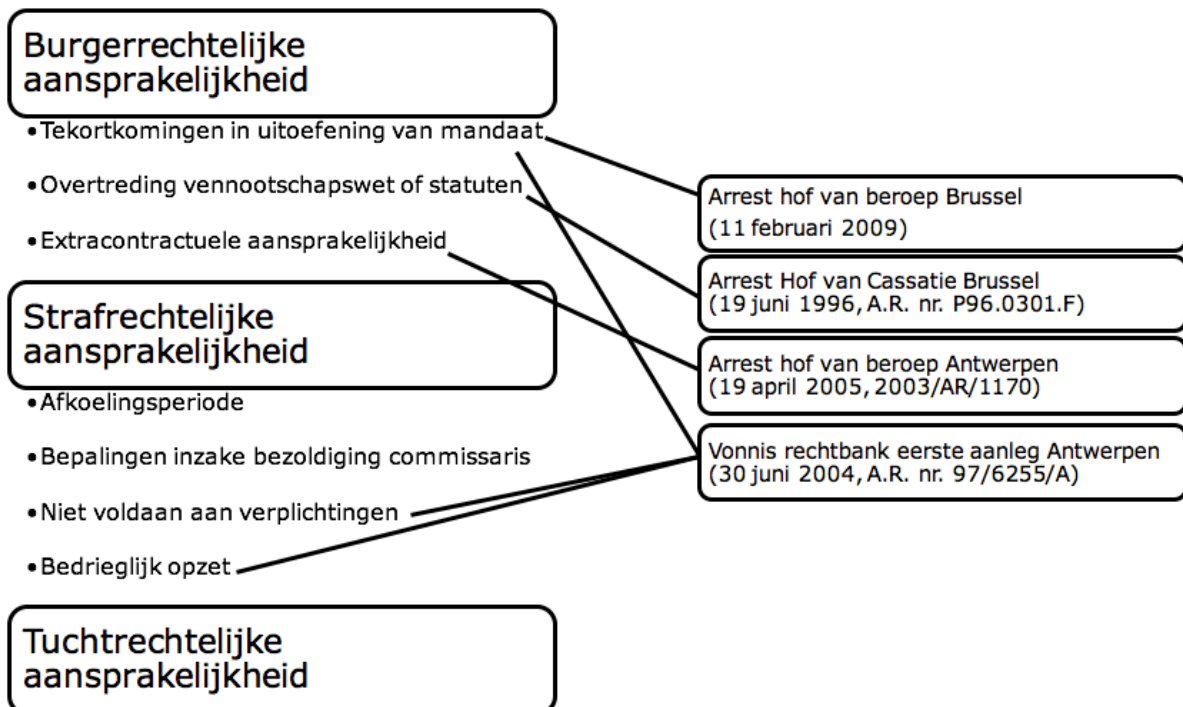 Burgerrechtelijke
aansprakelijkheid
• Tekortkomingen in uitoefening van mandaat
• Overtreding vennootschapswet of statuten
• Extracontractuele aansprakelijkheid
Strafrechtelijke
aansprakelijkheid
• Afkoelingsperiode
• Bepalingen inzake bezoldiging commissaris
• Niet voldaan aan verplichtingen
• Bedrieglijk opzet
Tuchtrechtelijke
aansprakelijkheid
Arrest hof van beroep Brussel
(11 februari 2009)
Arrest Hof van Cassatie Brussel
(19 juni 1996, A.R. nr. P96.0301.F)
Arrest hof van beroep Antwerpen
(19 april 2005, 2003/AR/1170)
Vonnis rechtbank eerste aanleg Antwerpen
(30 juni 2004, A.R. nr. 97/6255/A)